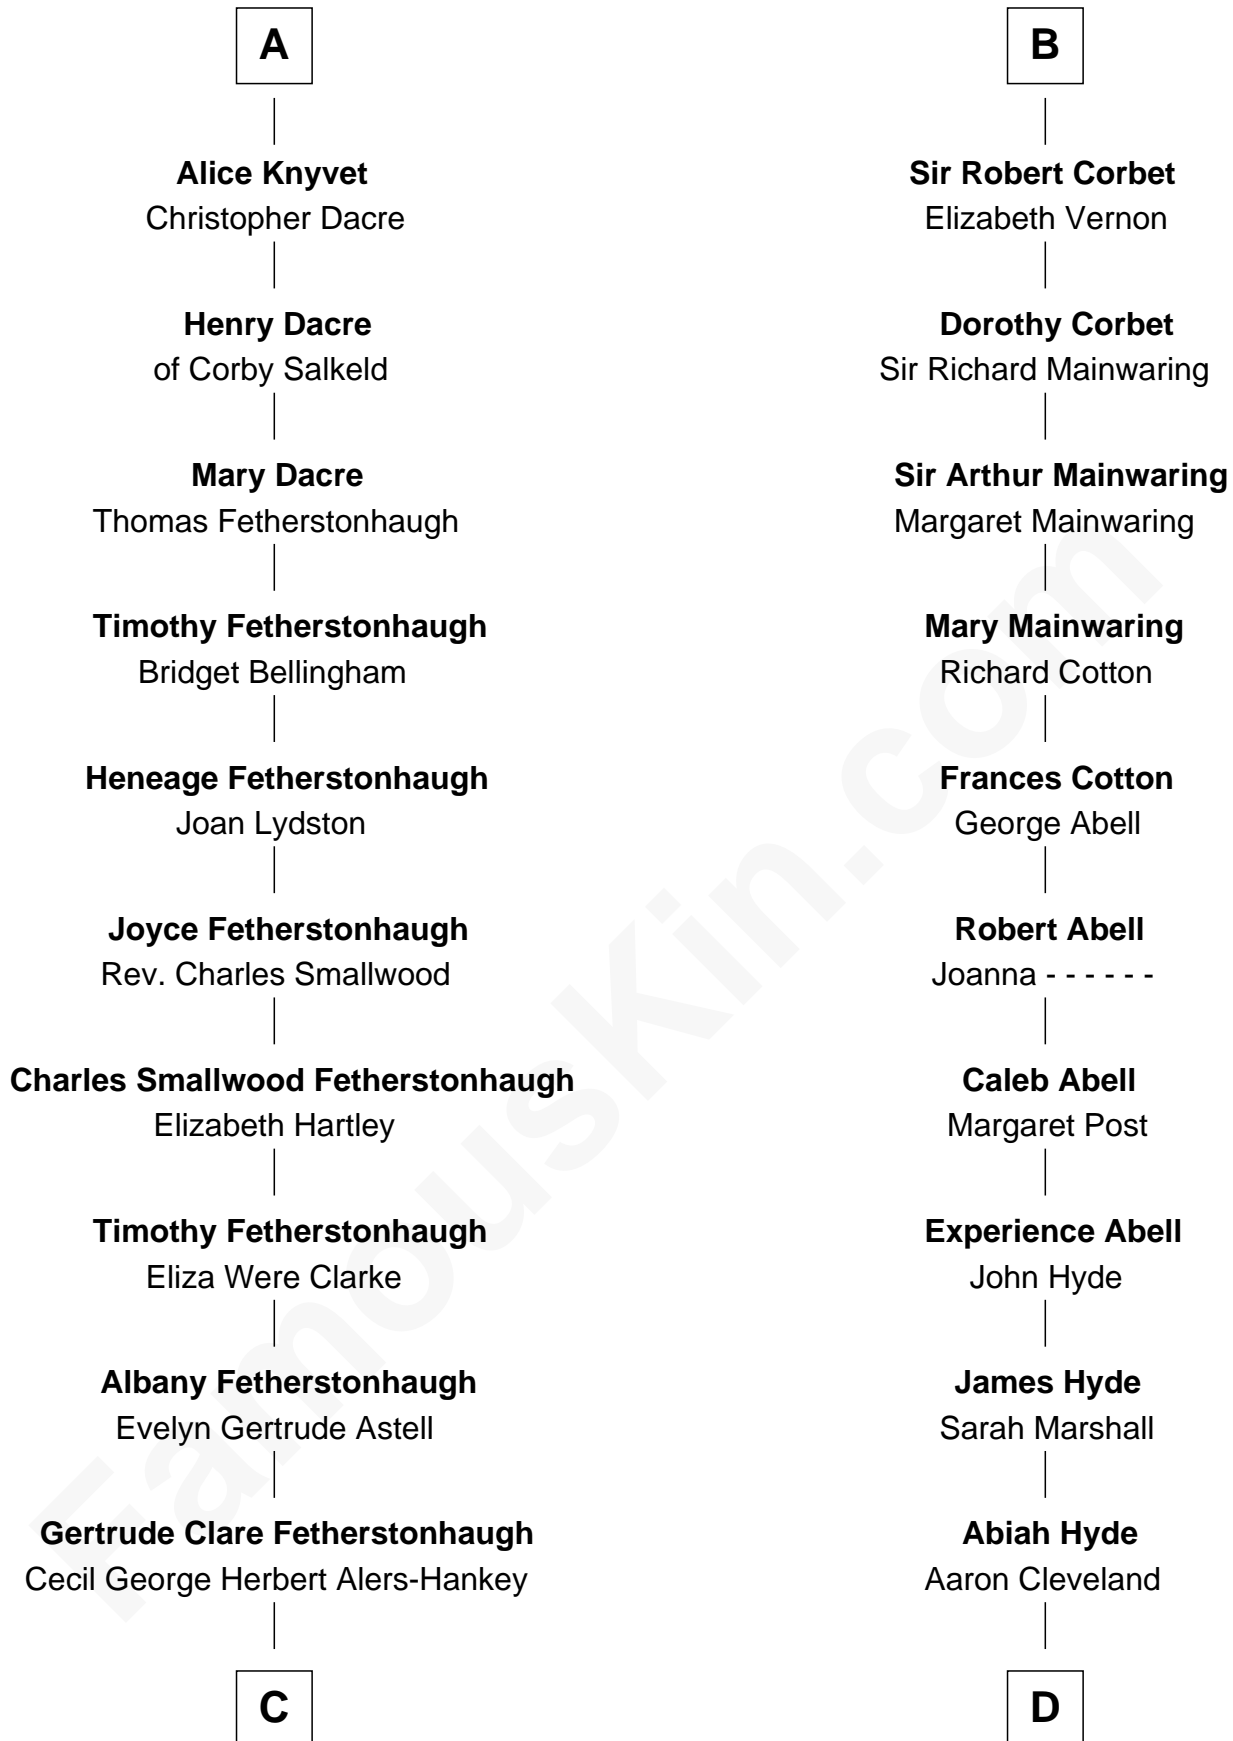 A
Alice Knyvet
Christopher Dacre
Henry Dacre
of Corby Salkeld
Mary Dacre
Thomas Fetherstonhaugh
Timothy Fetherstonhaugh
Bridget Bellingham
Heneage Fetherstonhaugh
Joan Lydston
Joyce Fetherstonhaugh
Rev. Charles Smallwood
Charles Smallwood Fetherstonhaugh
Elizabeth Hartley
Timothy Fetherstonhaugh
Eliza Were Clarke
Albany Fetherstonhaugh
Evelyn Gertrude Astell
Gertrude Clare Fetherstonhaugh
Cecil George Herbert Alers-Hankey
C
B
Sir Robert Corbet
Elizabeth Vernon
Dorothy Corbet
Sir Richard Mainwaring
Sir Arthur Mainwaring
Margaret Mainwaring
Mary Mainwaring
Richard Cotton
Frances Cotton
George Abell
Robert Abell
Joanna - - - - - -
Caleb Abell
Margaret Post
Experience Abell
John Hyde
James Hyde
Sarah Marshall
Abiah Hyde
Aaron Cleveland
D
FamousKin.com